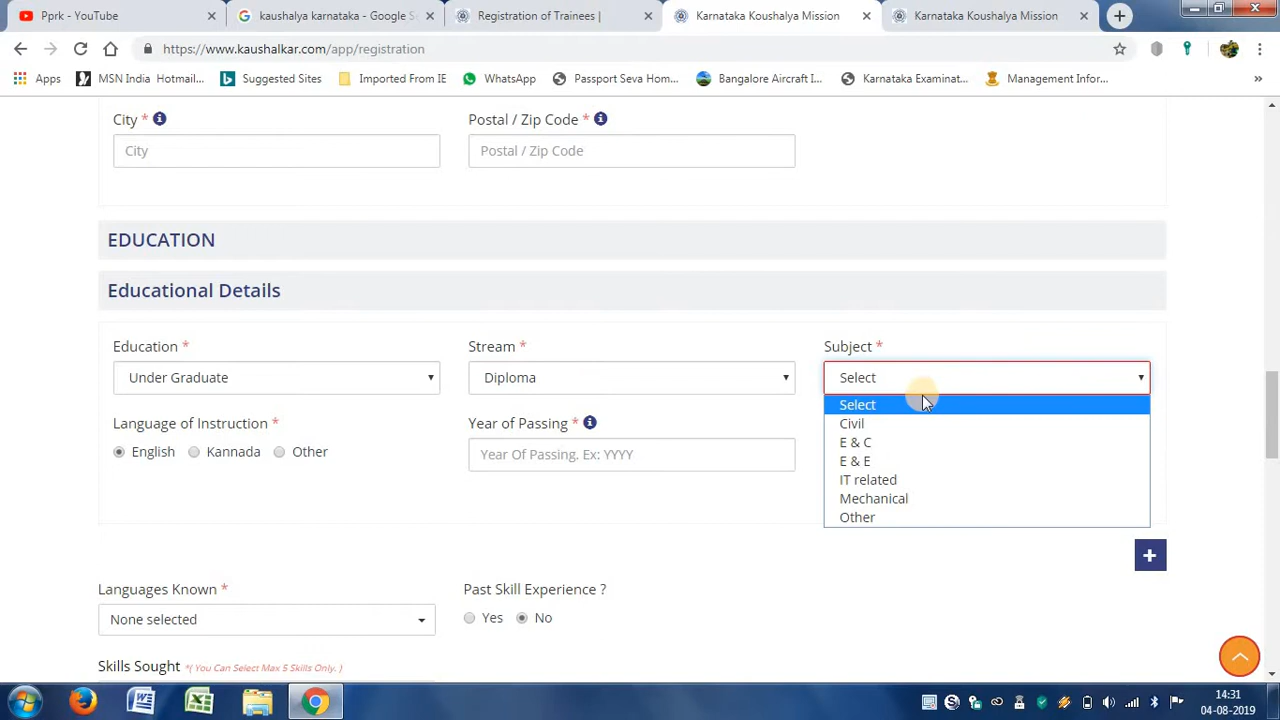 Pprk - YouTube
kaushalya karnataka - Google S
Registration of Trainees |
Karnataka Koushalya Mission
Karnataka Koushalya Mission
https://www.kaushalkar.com/app/registration
Apps
MSN India Hotmail...
Suggested Sites
Imported From IE
WhatsApp
Passport Seva Hom...
Bangalore Aircraft I...
Karnataka Examinat...
Management Infor...
»
City *
Postal / Zip Code *
City
Postal / Zip Code
EDUCATION
Educational Details
Education *
Stream *
Subject *
Under Graduate
Diploma
Select
Select
Civil
E & C
E & E
IT related
Mechanical
Other
Language of Instruction *
Year of Passing *
English
Kannada
Other
Year Of Passing. Ex: YYYY
+
Languages Known *
Past Skill Experience ?
None selected
Yes
No
Skills Sought *( You Can Select Max 5 Skills Only. )
14:31
04-08-2019